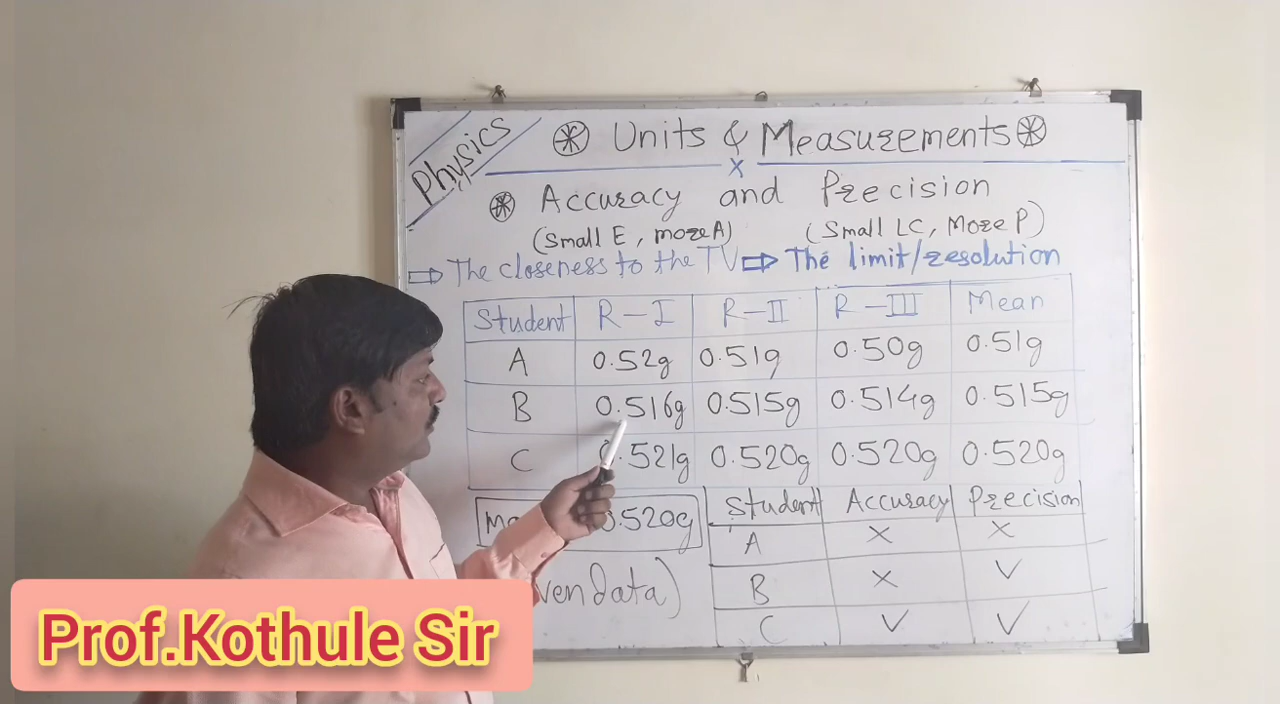 Physics
Units & Measurements
x
Accuracy and Precision
(Small E, more A) (Small LC, More P)
⇒ The closeness to the TV ⇒ The limit/resolution
Student R-I R-II R-III Mean
A 0.52g 0.51g 0.50g 0.51g
B 0.516g 0.515g 0.514g 0.515g
C 0.521g 0.520g 0.520g 0.520g
0.520g
Student Accuracy Precision
A × ×
data)
B × ✓
C ✓ ✓
Prof.Kothule Sir